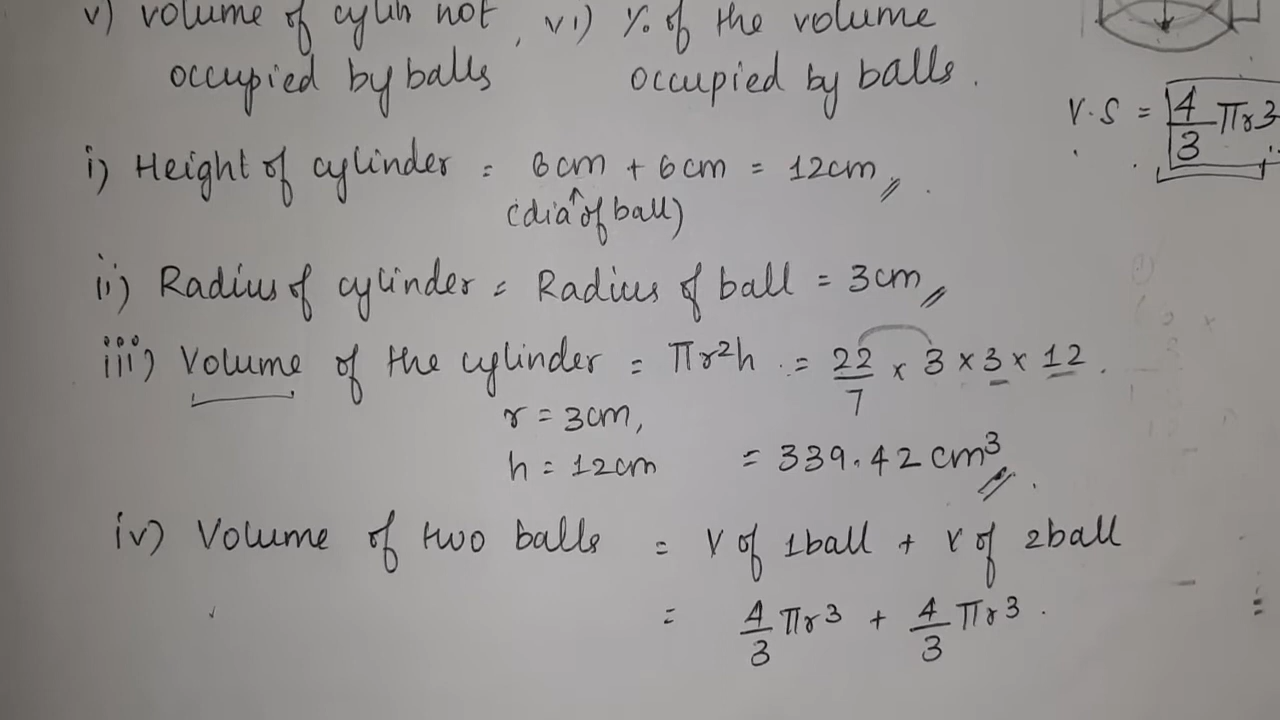 v) volume of cylin not , vi) % of the volume
occupied by balls occupied by balls.
V.S = 4/3 πr3
i) Height of cylinder = 6cm + 6cm = 12cm
(dia of ball)
ii) Radius of cylinder = Radius of ball = 3cm
iii) Volume of the cylinder = πr²h = 22/7 × 3 × 3 × 12.
r = 3cm,
h = 12cm = 339.42 cm³
iv) Volume of two balls = V of 1ball + V of 2ball
= 4/3 πr3 + 4/3 πr3.